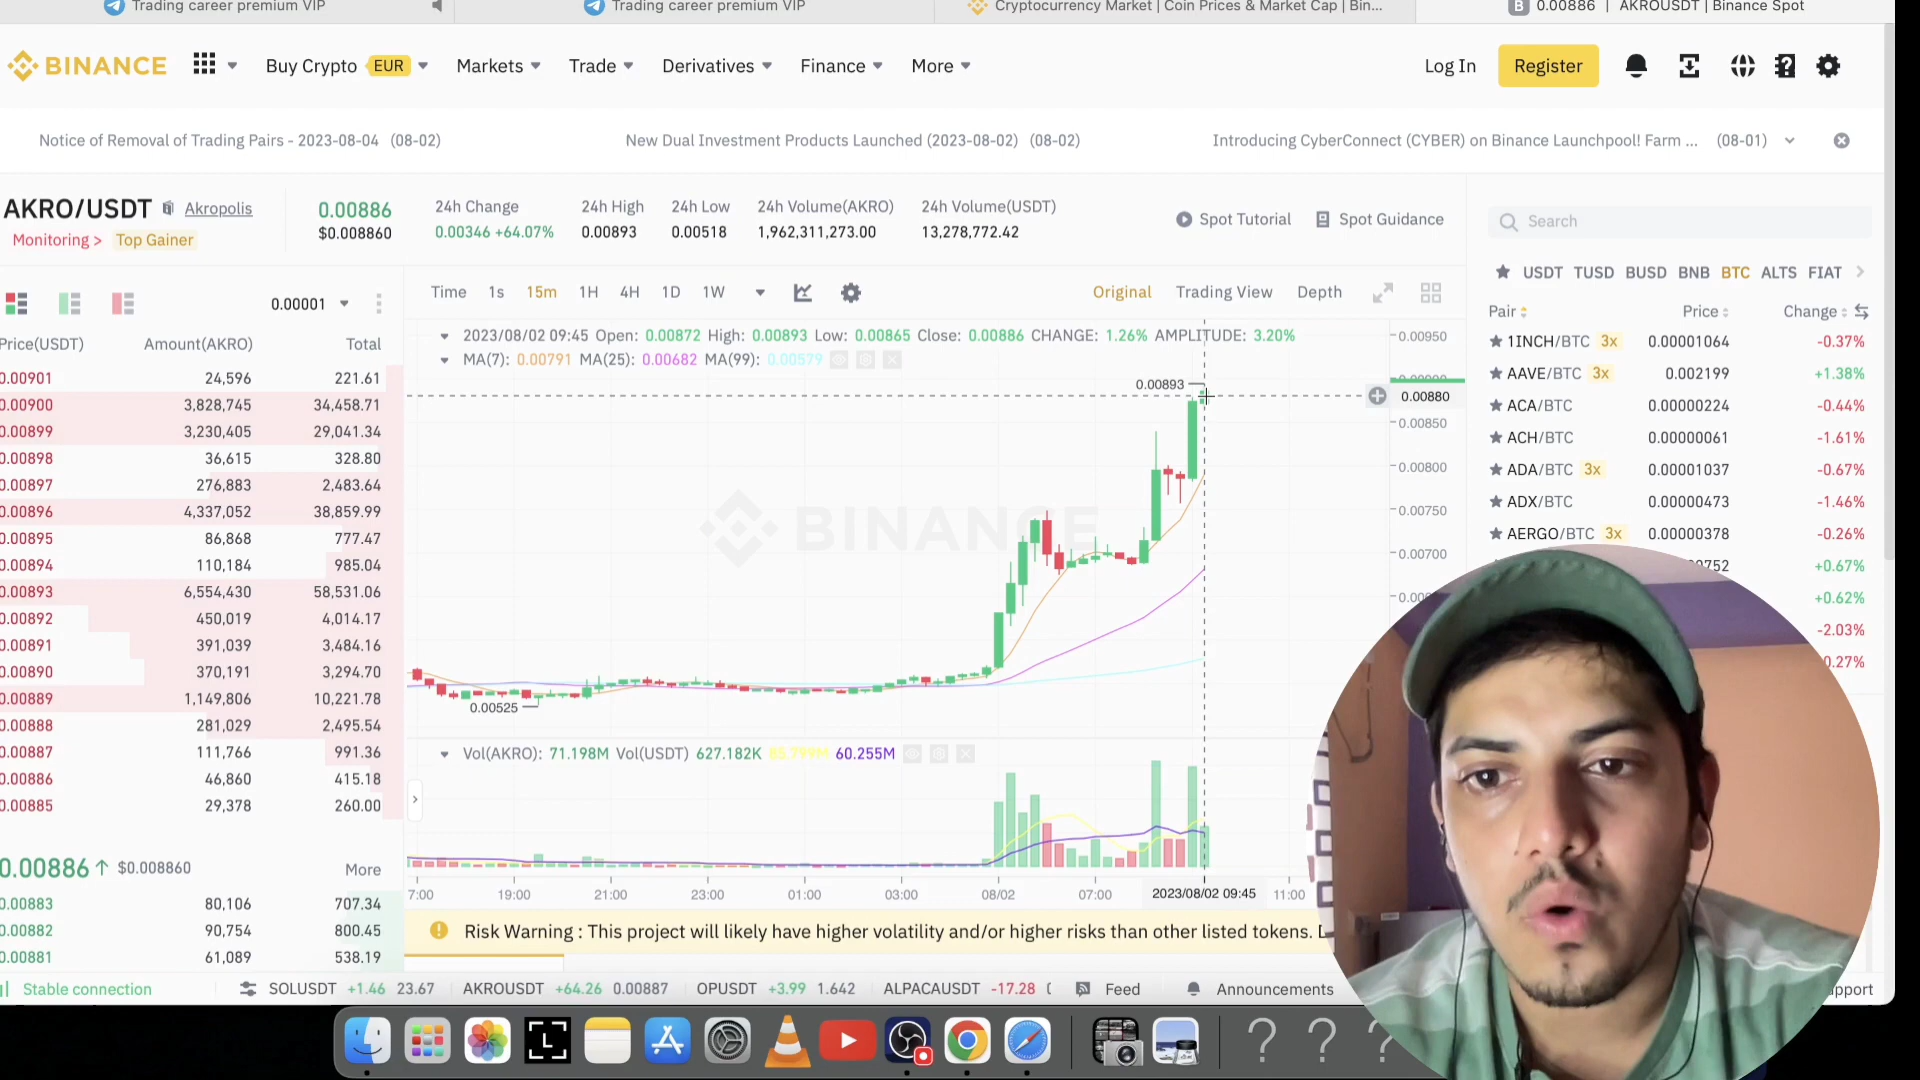 Trading career premium VIP
Trading career premium VIP
Cryptocurrency Market | Coin Prices & Market Cap | Bin...
B 0.00886 | AKROUSDT | Binance Spot
BINANCE
Buy Crypto EUR
Markets
Trade
Derivatives
Finance
More
Log In
Register
Notice of Removal of Trading Pairs - 2023-08-04 (08-02)
New Dual Investment Products Launched (2023-08-02) (08-02)
Introducing CyberConnect (CYBER) on Binance Launchpool! Farm ... (08-01)
AKRO/USDT
Akropolis
Monitoring >
Top Gainer
0.00886
$0.008860
24h Change
0.00346 +64.07%
24h High
0.00893
24h Low
0.00518
24h Volume(AKRO)
1,962,311,273.00
24h Volume(USDT)
13,278,772.42
Spot Tutorial
Spot Guidance
0.00001
Price(USDT) Amount(AKRO) Total
0.00901 24,596 221.61
0.00900 3,828,745 34,458.71
0.00899 3,230,405 29,041.34
0.00898 36,615 328.80
0.00897 276,883 2,483.64
0.00896 4,337,052 38,859.99
0.00895 86,868 777.47
0.00894 110,184 985.04
0.00893 6,554,430 58,531.06
0.00892 450,019 4,014.17
0.00891 391,039 3,484.16
0.00890 370,191 3,294.70
0.00889 1,149,806 10,221.78
0.00888 281,029 2,495.54
0.00887 111,766 991.36
0.00886 46,860 415.18
0.00885 29,378 260.00
0.00886 $0.008860 More
0.00883 80,106 707.34
0.00882 90,754 800.45
0.00881 61,089 538.19
Time 1s 15m 1H 4H 1D 1W
Original Trading View Depth
2023/08/02 09:45 Open: 0.00872 High: 0.00893 Low: 0.00865 Close: 0.00886 CHANGE: 1.26% AMPLITUDE: 3.20%
MA(7): 0.00791 MA(25): 0.00682 MA(99): 0.00579
0.00893
0.00525
BINANCE
0.00950
0.00880
0.00850
0.00800
0.00750
0.00700
Vol(AKRO): 71.198M Vol(USDT) 627.182K 85.799M 60.255M
7:00 19:00 21:00 23:00 01:00 03:00 08/02 07:00 2023/08/02 09:45 11:00
Risk Warning : This project will likely have higher volatility and/or higher risks than other listed tokens.
Search
USDT TUSD BUSD BNB BTC ALTS FIAT
Pair Price Change
1INCH/BTC 3x 0.00001064 -0.37%
AAVE/BTC 3x 0.002199 +1.38%
ACA/BTC 0.00000224 -0.44%
ACH/BTC 0.00000061 -1.61%
ADA/BTC 3x 0.00001037 -0.67%
ADX/BTC 0.00000473 -1.46%
AERGO/BTC 3x 0.00000378 -0.26%
752 +0.67%
+0.62%
-2.03%
0.27%
Stable connection
SOLUSDT +1.46 23.67
AKROUSDT +64.26 0.00887
OPUSDT +3.99 1.642
ALPACAUSDT -17.28
Feed
Announcements
pport